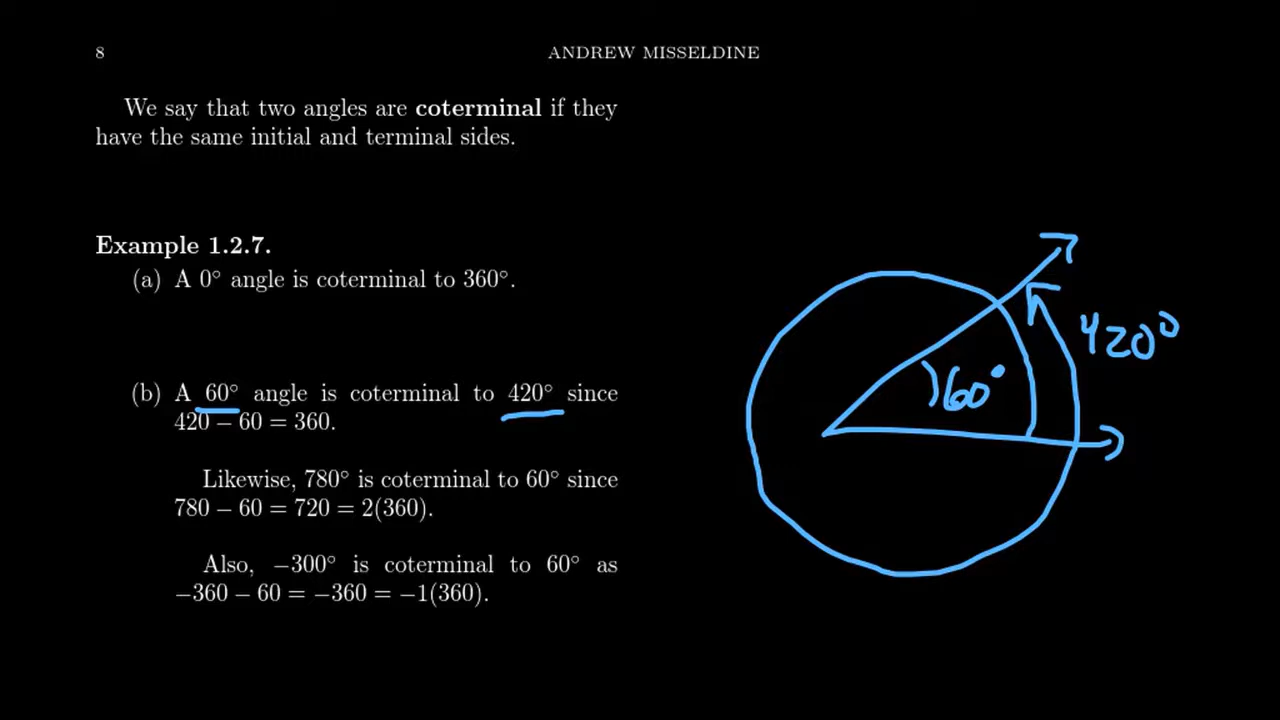 8
ANDREW MISSELDINE
We say that two angles are coterminal if they
have the same initial and terminal sides.
Example 1.2.7.
(a) A 0° angle is coterminal to 360°.
(b) A 60° angle is coterminal to 420° since
420 − 60 = 360.
Likewise, 780° is coterminal to 60° since
780 − 60 = 720 = 2(360).
Also, −300° is coterminal to 60° as
−360 − 60 = −360 = −1(360).
60°
420°